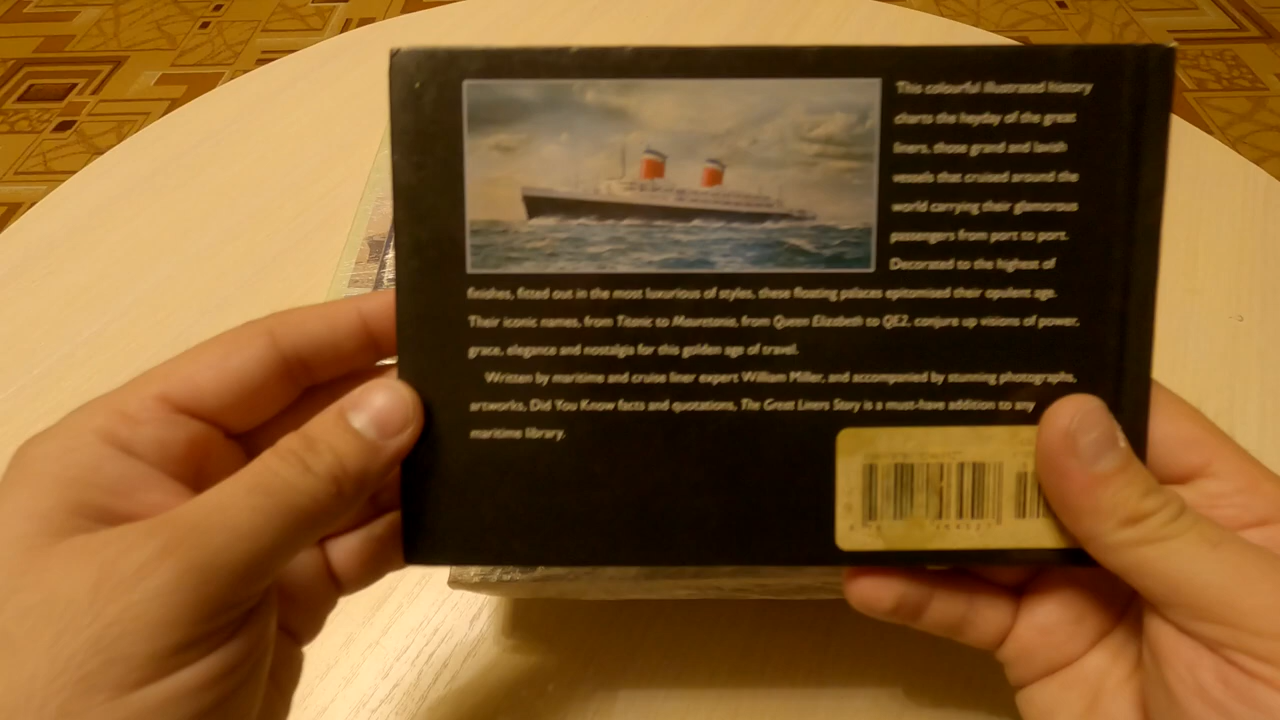 This colourful illustrated history
charts the heyday of the great
liners, those grand and lavish
vessels that cruised around the
world carrying their glamorous
passengers from port to port.
Decorated to the highest of
finishes, fitted out in the most luxurious of styles, these floating palaces epitomised their opulent age.
Their iconic names, from Titanic to Mauretania, from Queen Elizabeth to QE2, conjure up visions of power,
grace, elegance and nostalgia for this golden age of travel.
Written by maritime and cruise liner expert William Miller, and accompanied by stunning photographs,
artworks, Did You Know facts and quotations, The Great Liners Story is a must-have addition to any
maritime library.